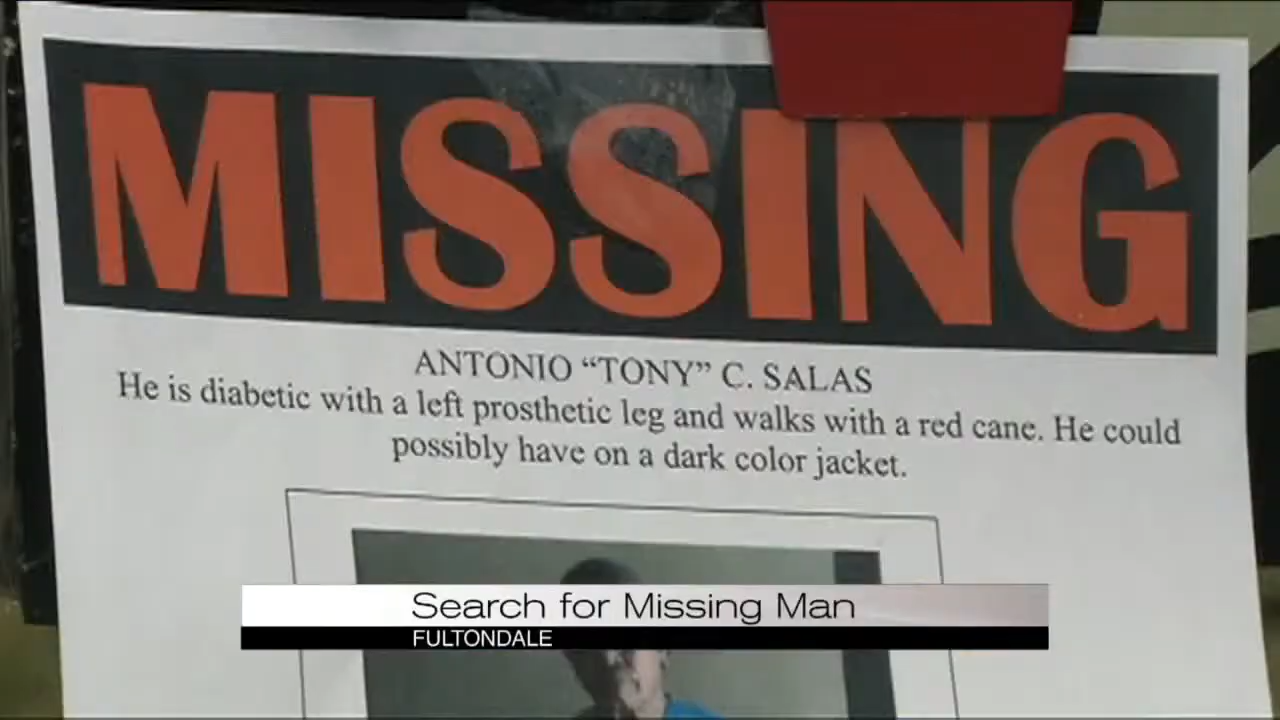 MISSING
ANTONIO “TONY” C. SALAS
He is diabetic with a left prosthetic leg and walks with a red cane. He could
possibly have on a dark color jacket.
Search for Missing Man
FULTONDALE